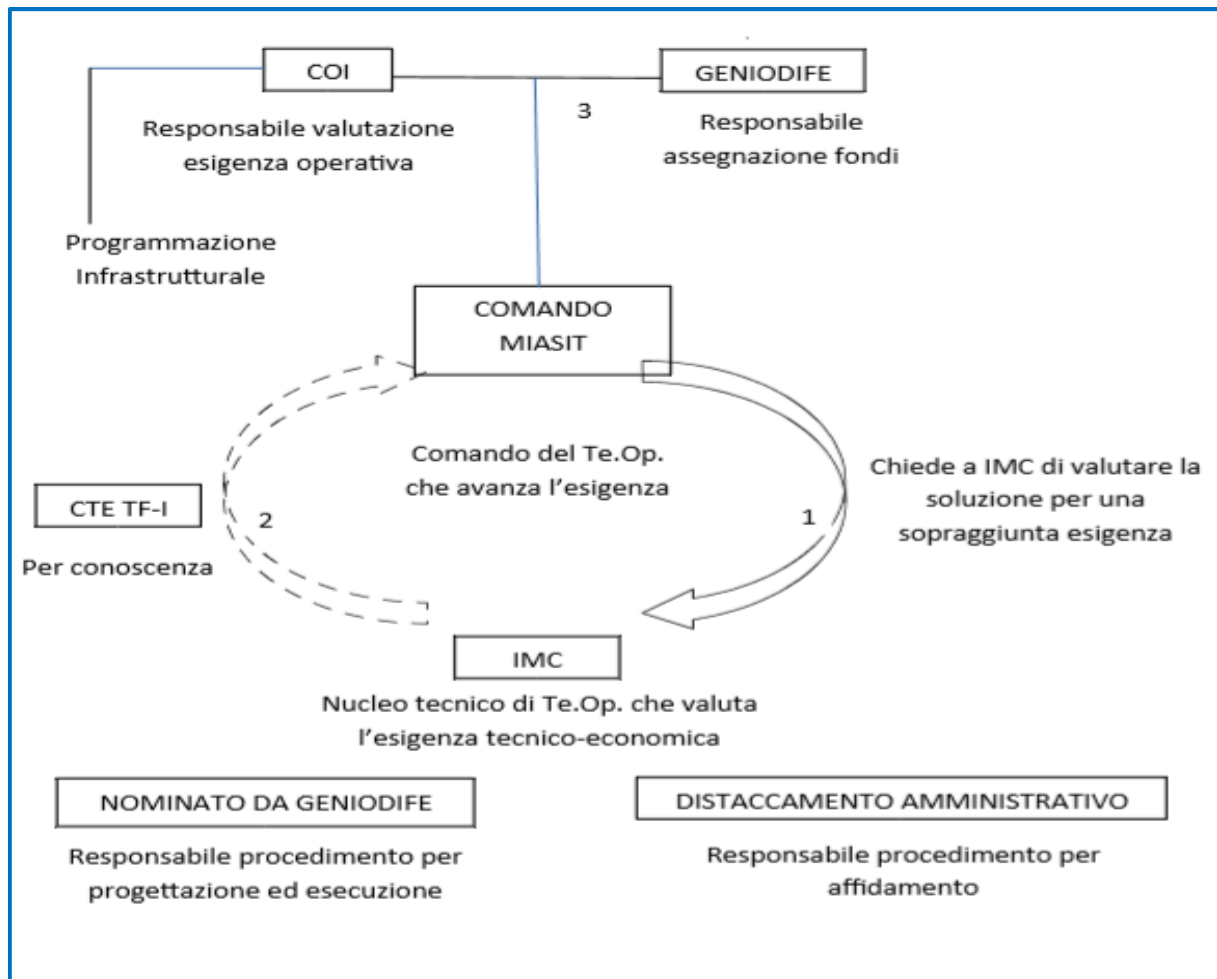 COI
GENIODIFE
3
Responsabile valutazione
esigenza operativa
Responsabile
assegnazione fondi
Programmazione
Infrastrutturale
COMANDO
MIASIT
Comando del Te.Op.
che avanza l’esigenza
Chiede a IMC di valutare la
soluzione per una
sopraggiunta esigenza
CTE TF-I
2
1
Per conoscenza
IMC
Nucleo tecnico di Te.Op. che valuta
l’esigenza tecnico-economica
NOMINATO DA GENIODIFE
DISTACCAMENTO AMMINISTRATIVO
Responsabile procedimento per
progettazione ed esecuzione
Responsabile procedimento per
affidamento